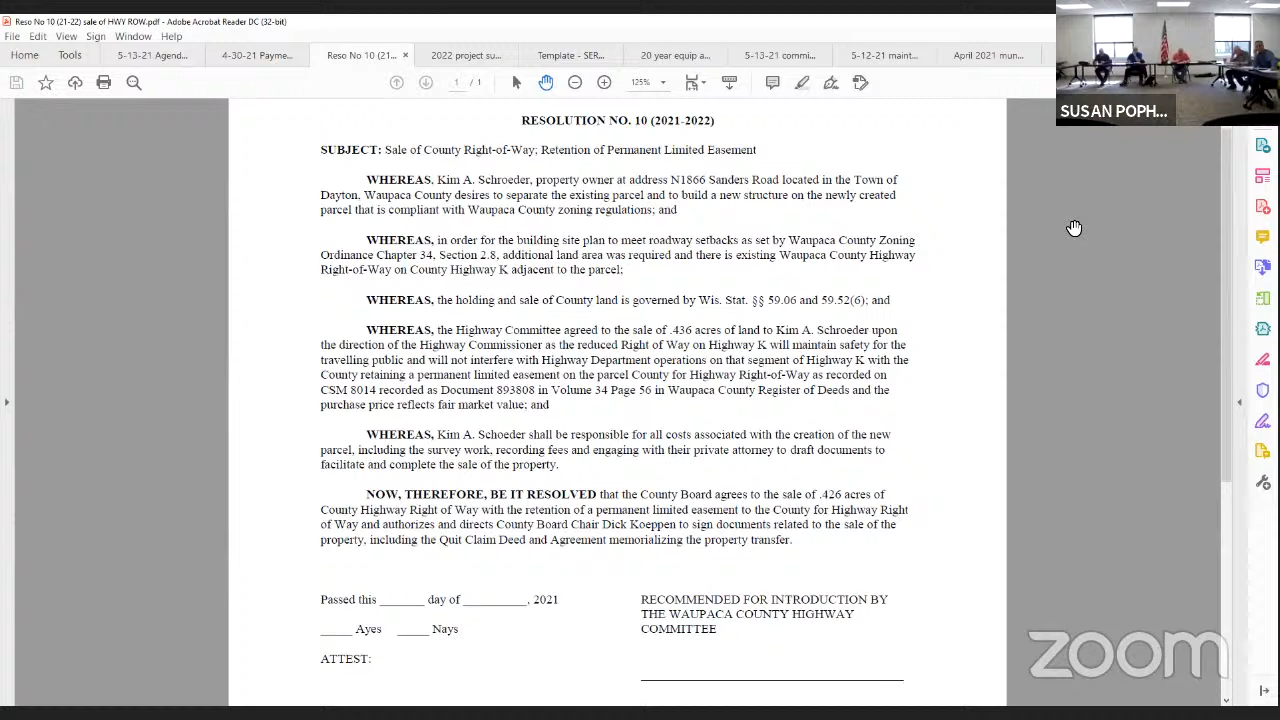 Reso No 10 (21-22) sale of HWY ROW.pdf - Adobe Acrobat Reader DC (32-bit)
File Edit View Sign Window Help
Home Tools 5-13-21 Agend... 4-30-21 Payme... Reso No 10 (21... × 2022 project su... Template - SER... 20 year equip a... 5-13-21 commi... 5-12-21 maint... April 2021 mun...
1 / 1 125%
SUSAN POPH...
RESOLUTION NO. 10 (2021-2022)
SUBJECT: Sale of County Right-of-Way; Retention of Permanent Limited Easement
WHEREAS, Kim A. Schroeder, property owner at address N1866 Sanders Road located in the Town of
Dayton, Waupaca County desires to separate the existing parcel and to build a new structure on the newly created
parcel that is compliant with Waupaca County zoning regulations; and
WHEREAS, in order for the building site plan to meet roadway setbacks as set by Waupaca County Zoning
Ordinance Chapter 34, Section 2.8, additional land area was required and there is existing Waupaca County Highway
Right-of-Way on County Highway K adjacent to the parcel;
WHEREAS, the holding and sale of County land is governed by Wis. Stat. §§ 59.06 and 59.52(6); and
WHEREAS, the Highway Committee agreed to the sale of .436 acres of land to Kim A. Schroeder upon
the direction of the Highway Commissioner as the reduced Right of Way on Highway K will maintain safety for the
travelling public and will not interfere with Highway Department operations on that segment of Highway K with the
County retaining a permanent limited easement on the parcel County for Highway Right-of-Way as recorded on
CSM 8014 recorded as Document 893808 in Volume 34 Page 56 in Waupaca County Register of Deeds and the
purchase price reflects fair market value; and
WHEREAS, Kim A. Schoeder shall be responsible for all costs associated with the creation of the new
parcel, including the survey work, recording fees and engaging with their private attorney to draft documents to
facilitate and complete the sale of the property.
NOW, THEREFORE, BE IT RESOLVED that the County Board agrees to the sale of .426 acres of
County Highway Right of Way with the retention of a permanent limited easement to the County for Highway Right
of Way and authorizes and directs County Board Chair Dick Koeppen to sign documents related to the sale of the
property, including the Quit Claim Deed and Agreement memorializing the property transfer.
Passed this _______ day of __________, 2021
RECOMMENDED FOR INTRODUCTION BY
THE WAUPACA COUNTY HIGHWAY
COMMITTEE
_____ Ayes _____ Nays
ATTEST:
zoom